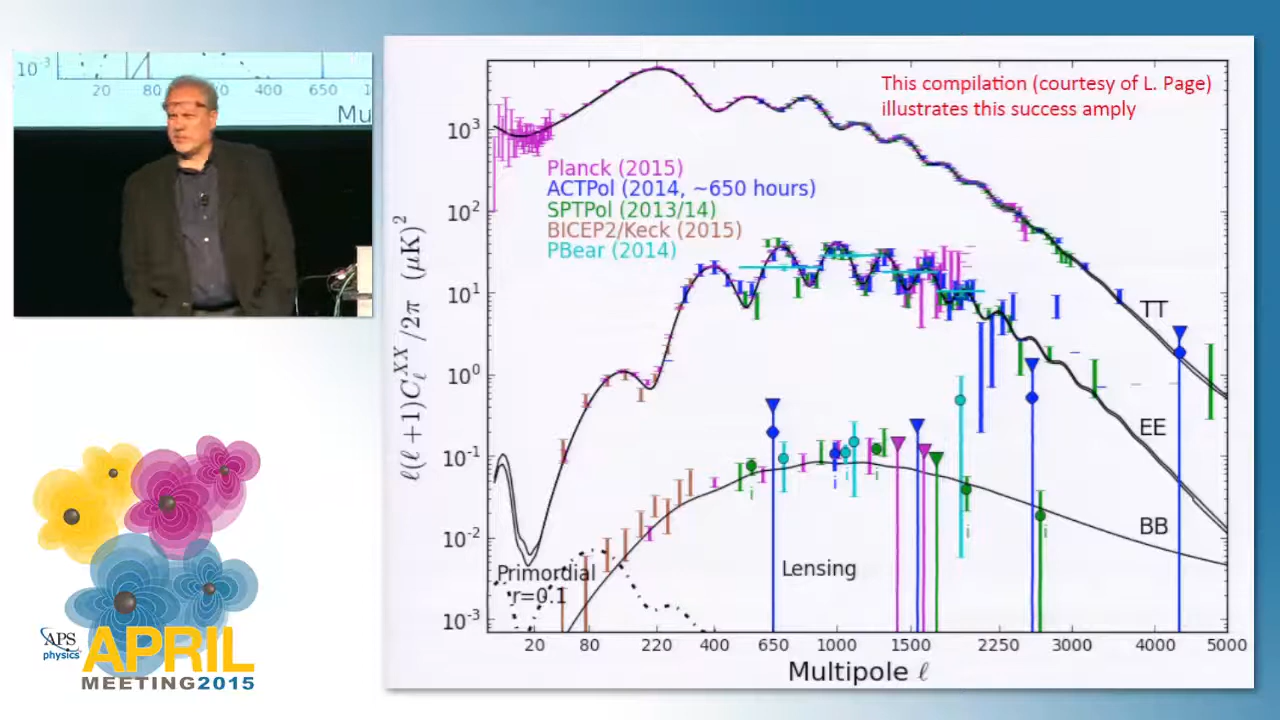 10-3
20
80
400
650
Mu
This compilation (courtesy of L. Page)
illustrates this success amply
Planck (2015)
ACTPol (2014, ~650 hours)
SPTPol (2013/14)
BICEP2/Keck (2015)
PBear (2014)
ℓ(ℓ+1)C_ℓ^{XX}/2π (μK)²
10³
10²
10¹
10⁰
10⁻¹
10⁻²
10⁻³
TT
EE
BB
Primordial
r=0.1
Lensing
20 80 220 400 650 1000 1500 2250 3000 4000 5000
Multipole ℓ
APS
physics
APRIL
MEETING2015